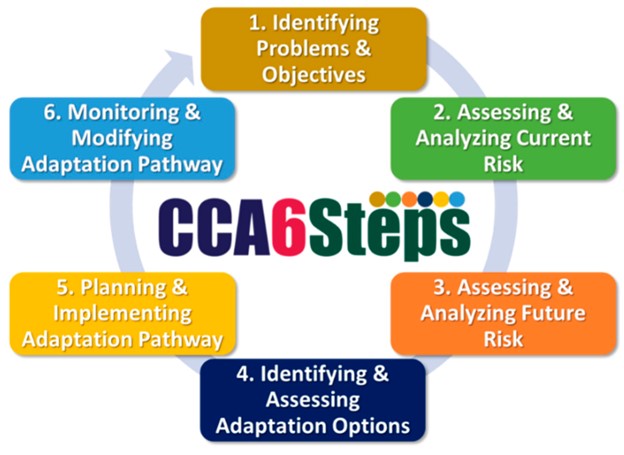 1. Identifying
Problems &
Objectives
2. Assessing &
Analyzing Current
Risk
3. Assessing &
Analyzing Future
Risk
4. Identifying &
Assessing
Adaptation Options
5. Planning &
Implementing
Adaptation Pathway
6. Monitoring &
Modifying
Adaptation Pathway
CCA6Steps